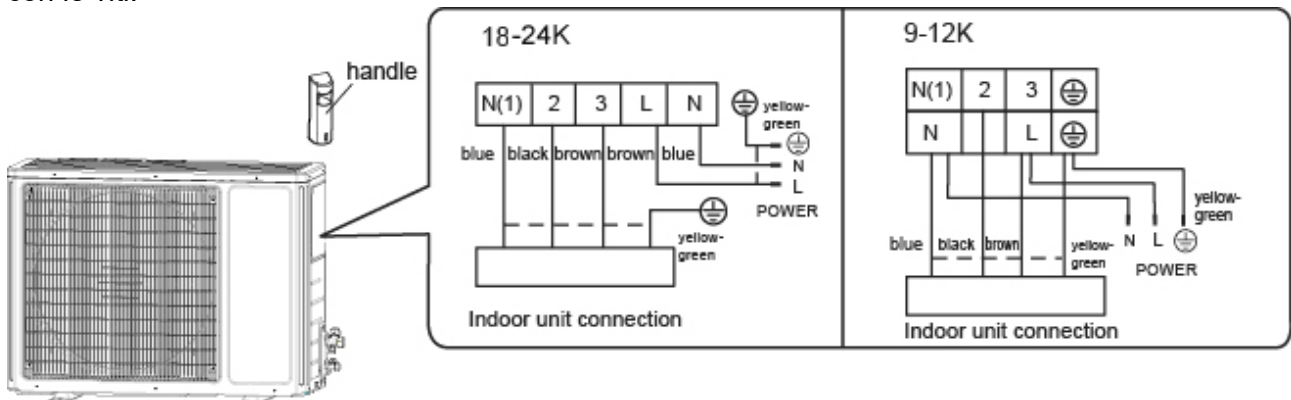 handle
18-24K
N(1) 2 3 L N
yellow-
green
blue black brown brown blue
N
L
POWER
yellow-
green
Indoor unit connection
9-12K
N(1) 2 3
N L
yellow-
green
N L
POWER
blue black brown yellow-
green
Indoor unit connection